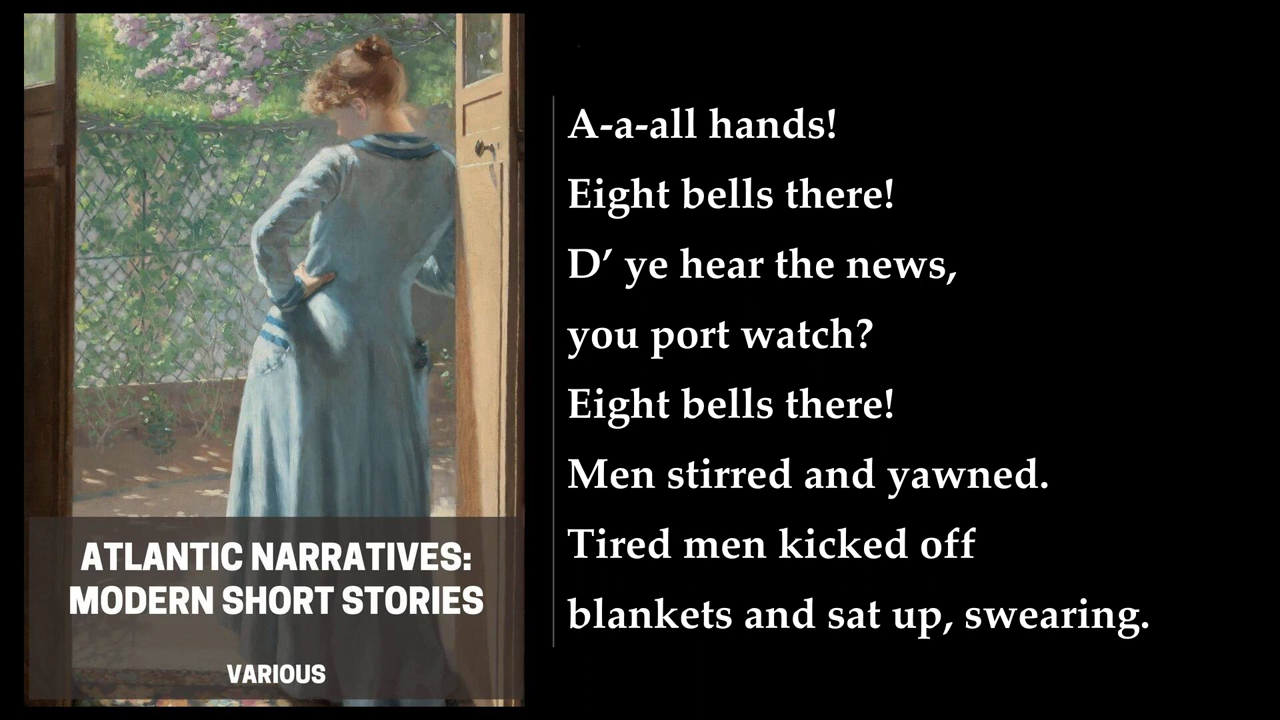 A-a-all hands!
Eight bells there!
D’ ye hear the news,
you port watch?
Eight bells there!
Men stirred and yawned.
Tired men kicked off
blankets and sat up, swearing.
ATLANTIC NARRATIVES:
MODERN SHORT STORIES
VARIOUS